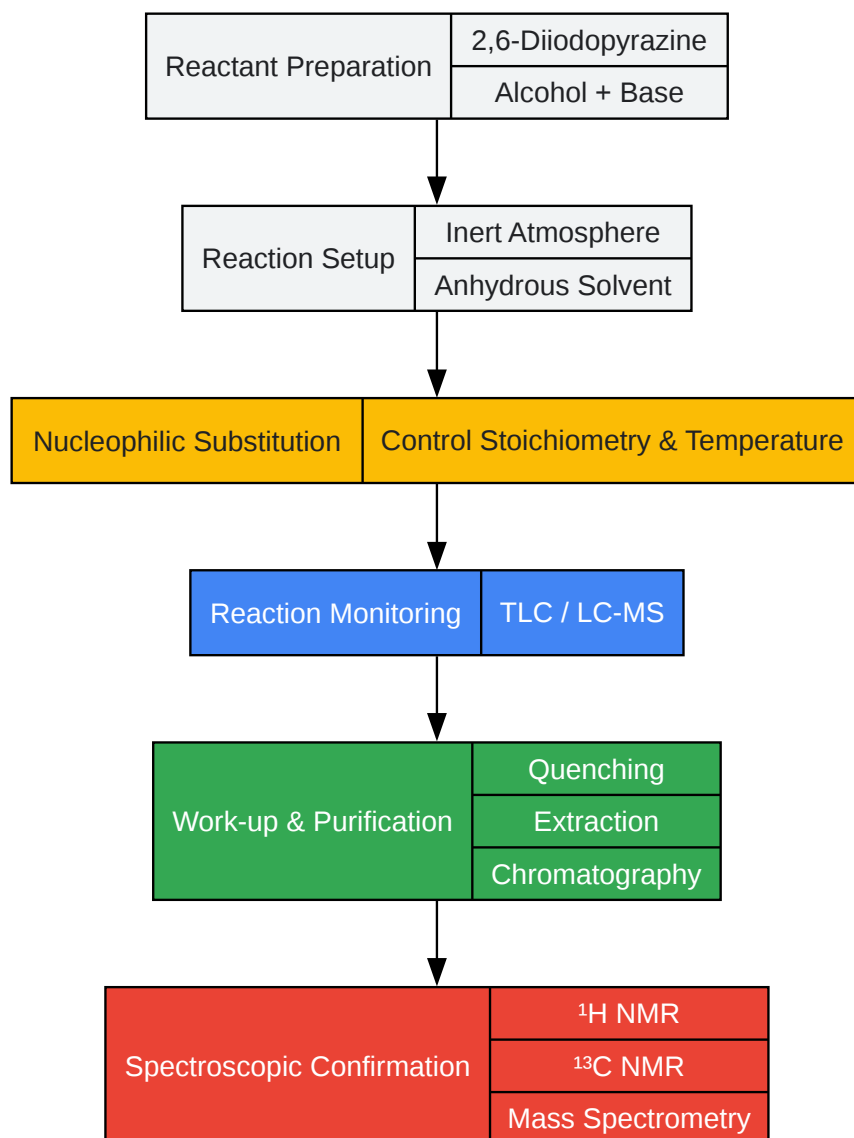 Reactant Preparation
2,6-Diiodopyrazine
Alcohol + Base
Reaction Setup
Inert Atmosphere
Anhydrous Solvent
Nucleophilic Substitution
Control Stoichiometry & Temperature
Reaction Monitoring
TLC / LC-MS
Work-up & Purification
Quenching
Extraction
Chromatography
Spectroscopic Confirmation
¹H NMR
¹³C NMR
Mass Spectrometry